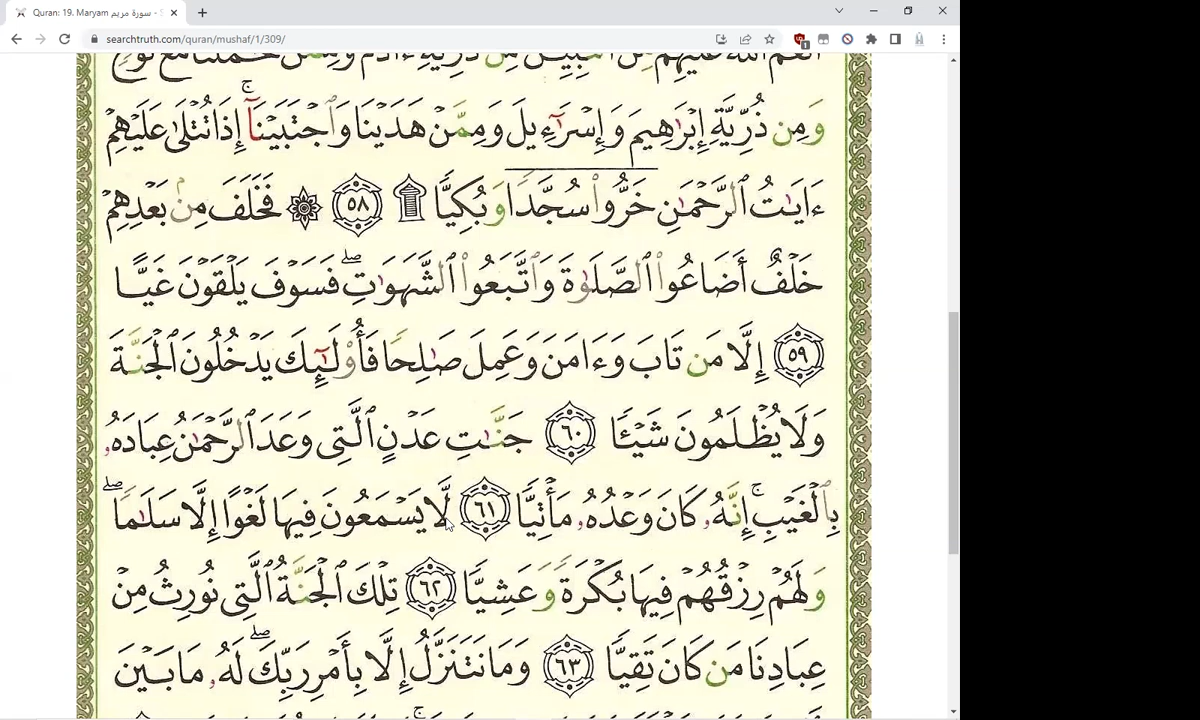 Quran: 19. Maryam سورة مريم - S
searchtruth.com/quran/mushaf/1/309/
وَمِن ذُرِّيَّةِ إِبْرَٰهِيمَ وَإِسْرَٰٓءِيلَ وَمِمَّنْ هَدَيْنَا وَٱجْتَبَيْنَآ ۚ إِذَا تُتْلَىٰ عَلَيْهِمْ
ءَايَٰتُ ٱلرَّحْمَٰنِ خَرُّوا۟ سُجَّدًا وَبُكِيًّا ۩ ٥٨ ۞ فَخَلَفَ مِنۢ بَعْدِهِمْ
خَلْفٌ أَضَاعُوا۟ ٱلصَّلَوٰةَ وَٱتَّبَعُوا۟ ٱلشَّهَوَٰتِ ۖ فَسَوْفَ يَلْقَوْنَ غَيًّا
٥٩ إِلَّا مَن تَابَ وَءَامَنَ وَعَمِلَ صَٰلِحًا فَأُو۟لَٰٓئِكَ يَدْخُلُونَ ٱلْجَنَّةَ
وَلَا يُظْلَمُونَ شَيْـًٔا ٦٠ جَنَّٰتِ عَدْنٍ ٱلَّتِى وَعَدَ ٱلرَّحْمَٰنُ عِبَادَهُۥ
بِٱلْغَيْبِ ۚ إِنَّهُۥ كَانَ وَعْدُهُۥ مَأْتِيًّا ٦١ لَّا يَسْمَعُونَ فِيهَا لَغْوًا إِلَّا سَلَٰمًا ۖ
وَلَهُمْ رِزْقُهُمْ فِيهَا بُكْرَةً وَعَشِيًّا ٦٢ تِلْكَ ٱلْجَنَّةُ ٱلَّتِى نُورِثُ مِنْ
عِبَادِنَا مَن كَانَ تَقِيًّا ٦٣ وَمَا نَتَنَزَّلُ إِلَّا بِأَمْرِ رَبِّكَ ۖ لَهُۥ مَا بَيْنَ